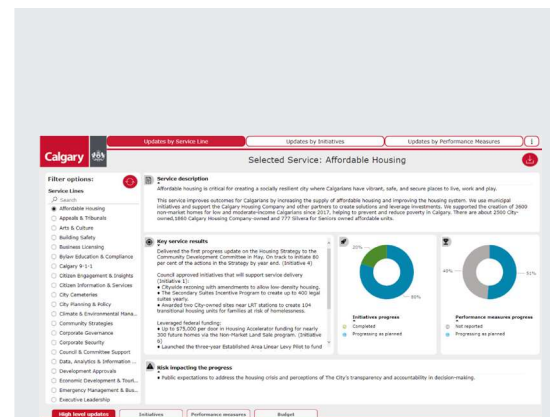 Updates by Service Line
Updates by Initiatives
Updates by Performance Measures
i
Calgary
Selected Service: Affordable Housing
Filter options:
Service Lines
Search
Affordable Housing
Appeals & Tribunals
Arts & Culture
Building Safety
Business Licensing
Bylaw Education & Compliance
Calgary 9-1-1
Citizen Engagement & Insights
Citizen Information & Services
City Cemeteries
City Planning & Policy
Climate & Environmental Mana...
Community Strategies
Corporate Governance
Corporate Security
Council & Committee Support
Data, Analytics & Information ...
Development Approvals
Economic Development & Touri...
Emergency Management & Bus...
Executive Leadership
Service description
Affordable housing is critical for creating a socially resilient city where Calgarians have vibrant, safe, and secure places to live, work and play.
This service improves outcomes for Calgarians by increasing the supply of affordable housing and improving the housing system. We use municipal
initiatives and support the Calgary Housing Company and other partners to create solutions and leverage investments. We supported the creation of 3600
non-market homes for low and moderate-income Calgarians since 2017, helping to prevent and reduce poverty in Calgary. There are about 2500 City-
owned,1860 Calgary Housing Company-owned and 777 Silvera for Seniors owned affordable units.
Key service results
Delivered the first progress update on the Housing Strategy to the
Community Development Committee in May. On track to initiate 80
per cent of the actions in the Strategy by year end. (Initiative 4)
Council approved initiatives that will support service delivery
(Initiative 1):
● Citywide rezoning with amendments to allow low-density housing.
● The Secondary Suites Incentive Program to create up to 400 legal
suites yearly.
● Awarded two City-owned sites near LRT stations to create 104
transitional housing units for families at risk of homelessness.
Leveraged federal funding:
● Up to $75,000 per door in Housing Accelerator funding for nearly
300 future homes via the Non-Market Land Sale program. (Initiative
6)
● Launched the three-year Established Area Linear Levy Pilot to fund
20%
80%
Initiatives progress
Completed
Progressing as planned
49%
51%
Performance measures progress
Not reported
Progressing as planned
Risk impacting the progress
● Public expectations to address the housing crisis and perceptions of The City's transparency and accountability in decision-making.
High level updates
Initiatives
Performance measures
Budget